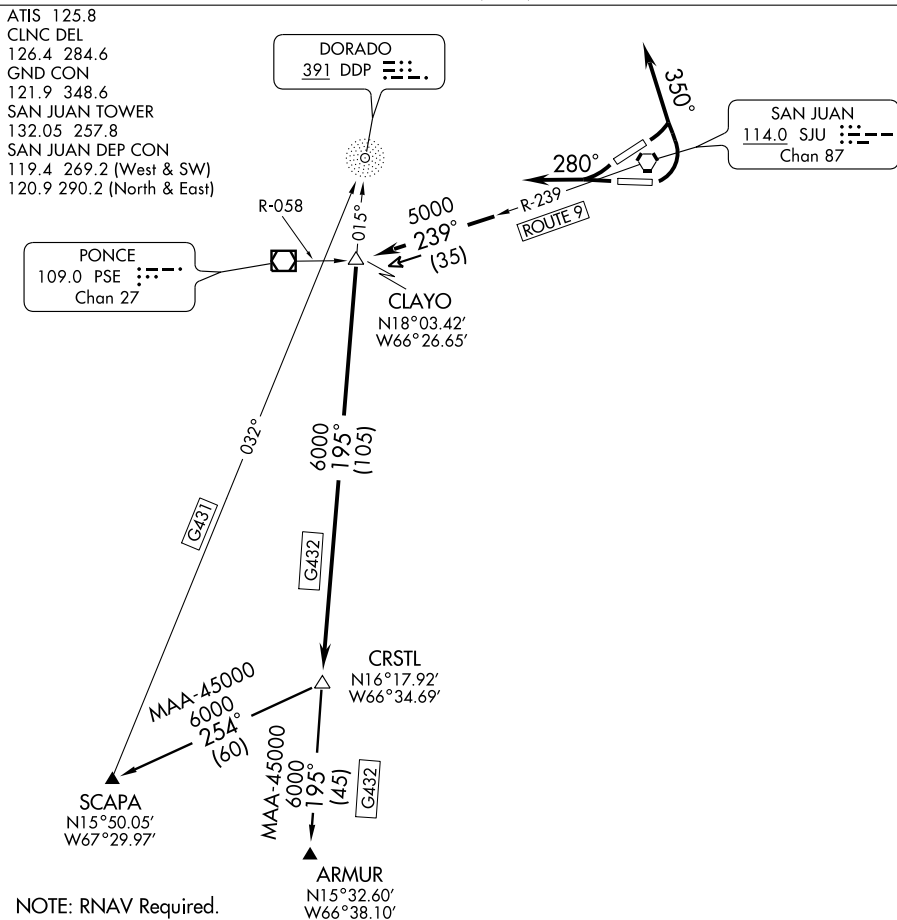 ATIS 125.8
CLNC DEL
126.4 284.6
GND CON
121.9 348.6
SAN JUAN TOWER
132.05 257.8
SAN JUAN DEP CON
119.4 269.2 (West & SW)
120.9 290.2 (North & East)
DORADO
391 DDP
350°
280°
SAN JUAN
114.0 SJU
Chan 87
R-239
ROUTE 9
5000
239°
(35)
R-058
015°
PONCE
109.0 PSE
Chan 27
CLAYO
N18°03.42'
W66°26.65'
032°
G431
6000
195°
(105)
G432
CRSTL
N16°17.92'
W66°34.69'
MAA-45000
6000
254°
(60)
MAA-45000
6000
195°
(45)
G432
SCAPA
N15°50.05'
W67°29.97'
ARMUR
N15°32.60'
W66°38.10'
NOTE: RNAV Required.